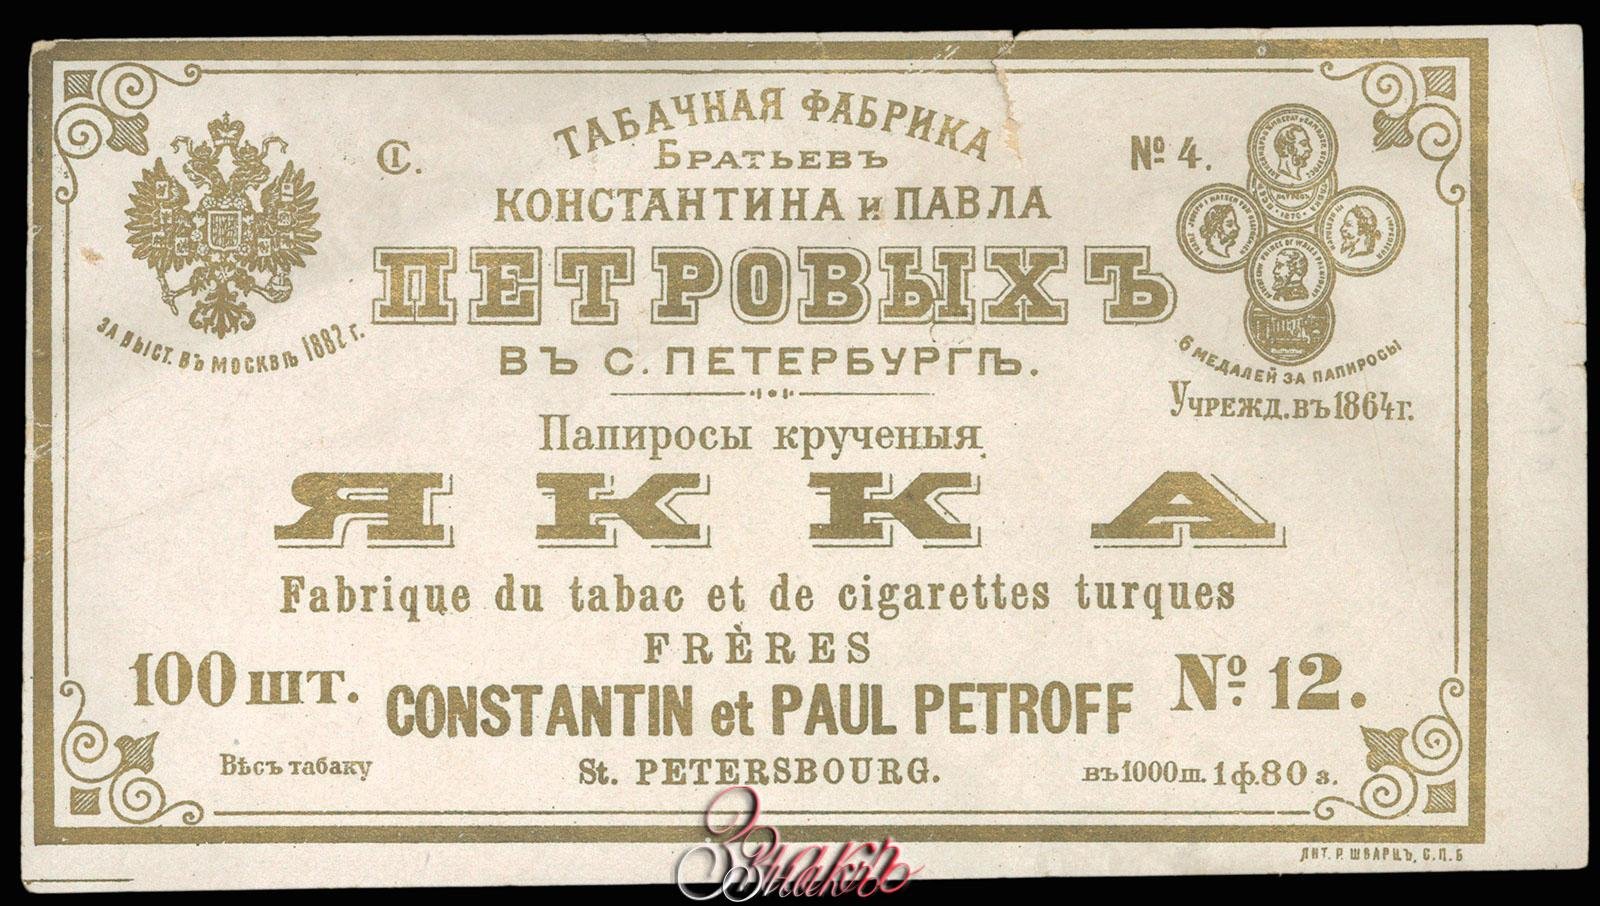 ТАБАЧНАЯ ФАБРИКА
CI. БРАТЬЕВЪ № 4.
КОНСТАНТИНА и ПАВЛА
ПЕТРОВЫХЪ
ЗА ВЫСТ. ВЪ МОСКВѢ 1882 г.
ВЪ С. ПЕТЕРБУРГѢ.
6 МЕДАЛЕЙ ЗА ПАПИРОСЫ
УЧРЕЖД. ВЪ 1864 г.
Папиросы крученыя
ЯККА
Fabrique du tabac et de cigarettes turques
FRÈRES
100 шт. CONSTANTIN et PAUL PETROFF № 12.
Вѣсъ табаку St. PETERSBOURG. въ 1000 ш. 1 ф. 80 з.
ЛИТ. Р. ШВАРЦЪ, С.П.Б
Знакъ